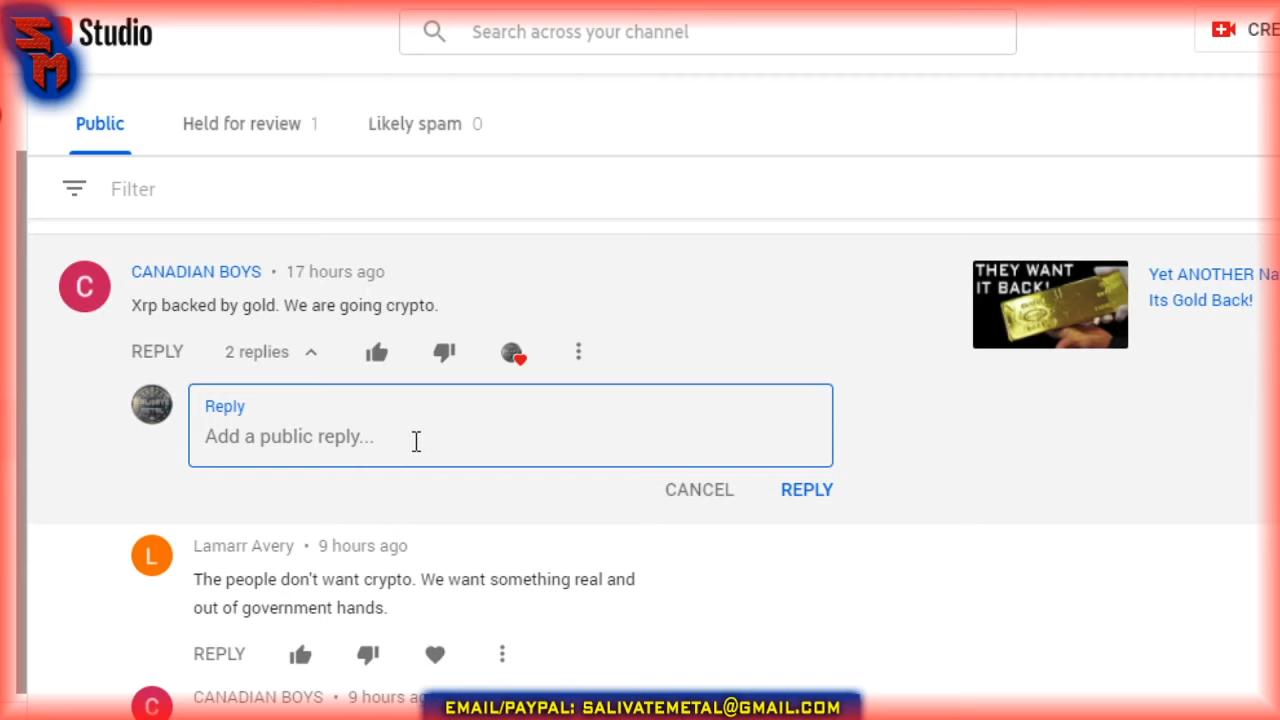 SM
Studio
Search across your channel
CRE
Public
Held for review 1
Likely spam 0
Filter
C
CANADIAN BOYS • 17 hours ago
Xrp backed by gold. We are going crypto.
REPLY
2 replies
THEY WANT
IT BACK!
Yet ANOTHER Na
Its Gold Back!
Reply
Add a public reply...
CANCEL
REPLY
L
Lamarr Avery • 9 hours ago
The people don't want crypto. We want something real and
out of government hands.
REPLY
C
CANADIAN BOYS • 9 hours ag
EMAIL/PAYPAL: SALIVATEMETAL@GMAIL.COM